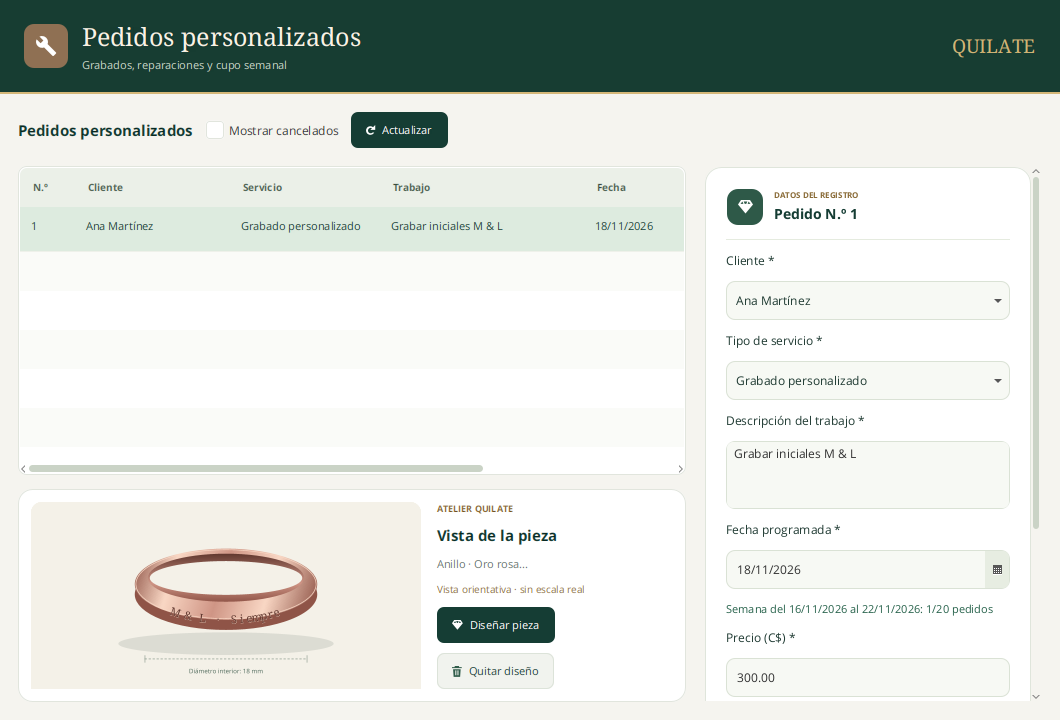 Pedidos personalizados
Grabados, reparaciones y cupo semanal
QUILATE
Pedidos personalizados
Mostrar cancelados
Actualizar
N.º Cliente Servicio Trabajo Fecha
1 Ana Martínez Grabado personalizado Grabar iniciales M & L 18/11/2026
M & L · Siempre
Diámetro interior: 18 mm
ATELIER QUILATE
Vista de la pieza
Anillo · Oro rosa...
Vista orientativa · sin escala real
Diseñar pieza
Quitar diseño
DATOS DEL REGISTRO
Pedido N.º 1
Cliente *
Ana Martínez
Tipo de servicio *
Grabado personalizado
Descripción del trabajo *
Grabar iniciales M & L
Fecha programada *
18/11/2026
Semana del 16/11/2026 al 22/11/2026: 1/20 pedidos
Precio (C$) *
300.00